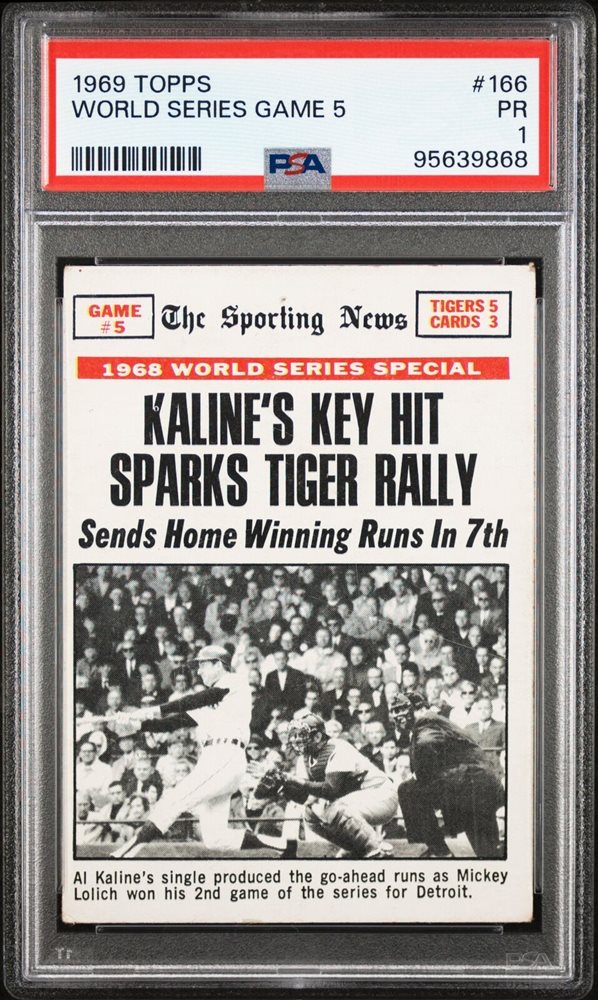 1969 TOPPS #166
WORLD SERIES GAME 5 PR
1
PSA 95639868
GAME #5
The Sporting News
TIGERS 5
CARDS 3
1968 WORLD SERIES SPECIAL
KALINE'S KEY HIT
SPARKS TIGER RALLY
Sends Home Winning Runs In 7th
Al Kaline's single produced the go-ahead runs as Mickey
Lolich won his 2nd game of the series for Detroit.
PSA